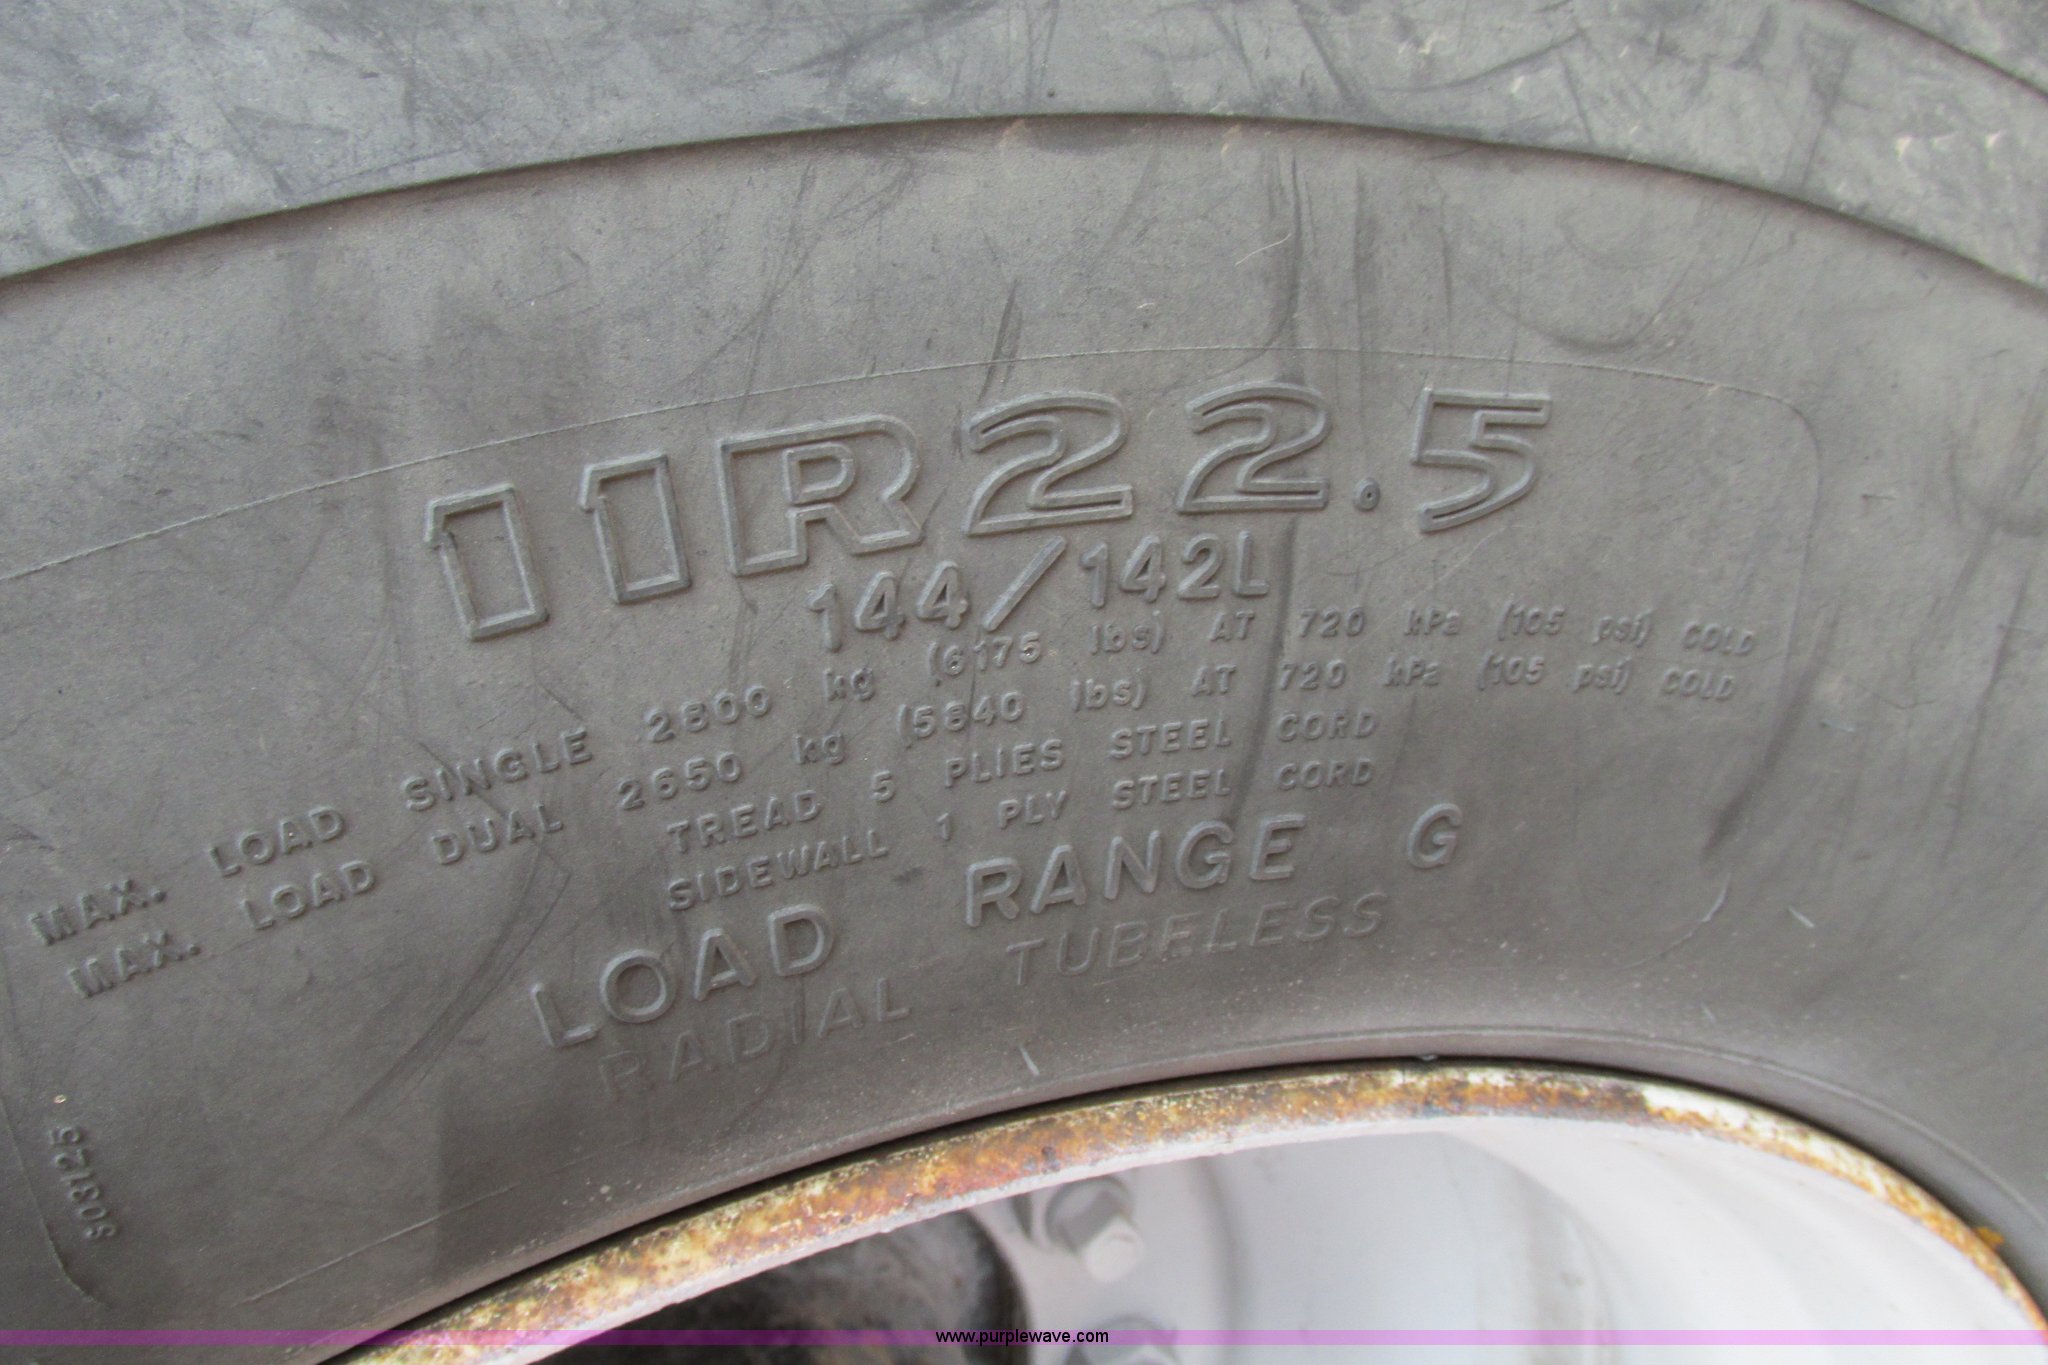 11R22.5
144/142L
MAX. LOAD SINGLE 2800 kg (6175 lbs) AT 720 kPa (105 psi) COLD
MAX. LOAD DUAL 2650 kg (5840 lbs) AT 720 kPa (105 psi) COLD
TREAD 5 PLIES STEEL CORD
SIDEWALL 1 PLY STEEL CORD
LOAD RANGE G
RADIAL TUBELESS
S03125
www.purplewave.com